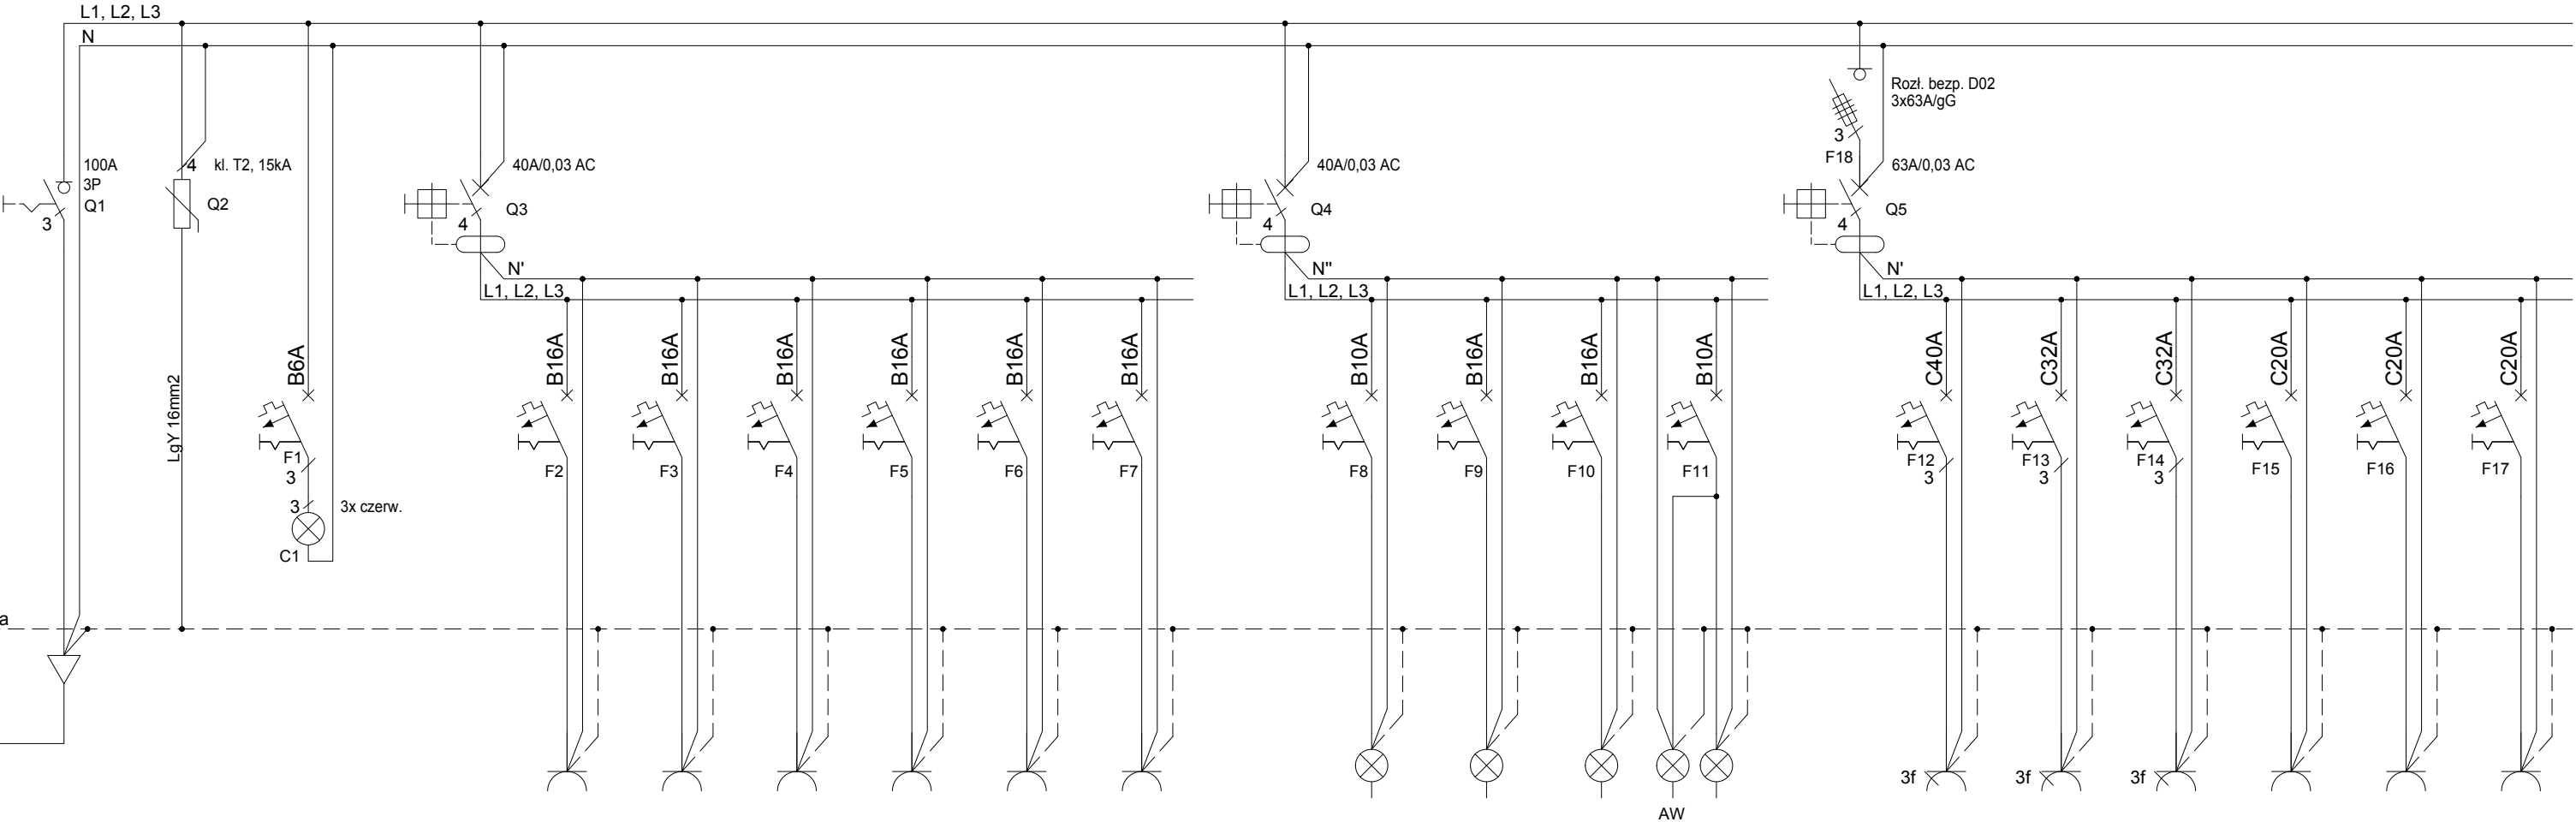 L1, L2, L3
N
Rozł. bezp. D02
3x63A/gG
3
F18
100A
3P
Q1
3
4
kl. T2, 15kA
Q2
40A/0,03 AC
Q3
4
40A/0,03 AC
Q4
4
63A/0,03 AC
Q5
4
N'
L1, L2, L3
N''
L1, L2, L3
N'
L1, L2, L3
LgY 16mm2
B6A
B16A
B16A
B16A
B16A
B16A
B16A
B10A
B16A
B16A
B10A
C40A
C32A
C32A
C20A
C20A
C20A
F1
3
F2
F3
F4
F5
F6
F7
F8
F9
F10
F11
F12
3
F13
3
F14
3
F15
F16
F17
3
3x czerw.
C1
a
3f
3f
3f
AW